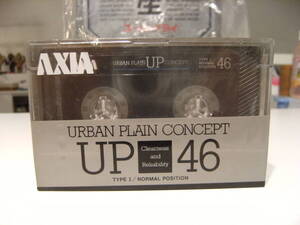 AXIA
URBAN PLAIN UP CONCEPT
46
URBAN PLAIN CONCEPT
UP
Clearness
and
Reliability
46
TYPE I / NORMAL POSITION